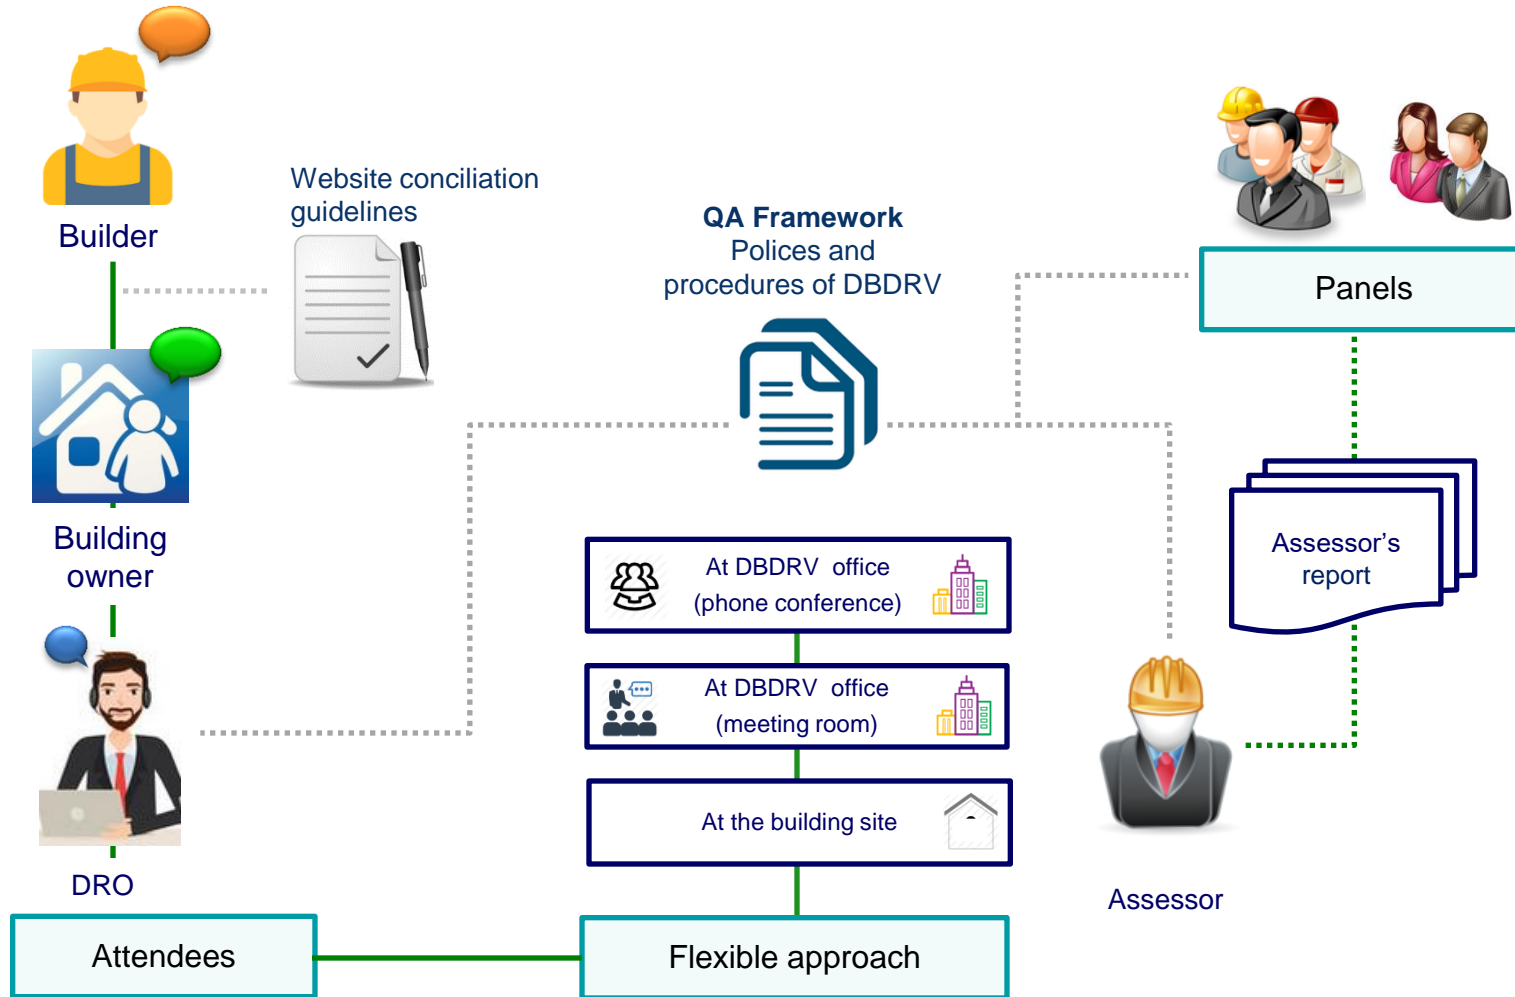 Builder
Website conciliation
guidelines
QA Framework
Polices and
procedures of DBDRV
Panels
Building
owner
At DBDRV office
(phone conference)
Assessor's
report
At DBDRV office
(meeting room)
At the building site
DRO
Assessor
Attendees
Flexible approach